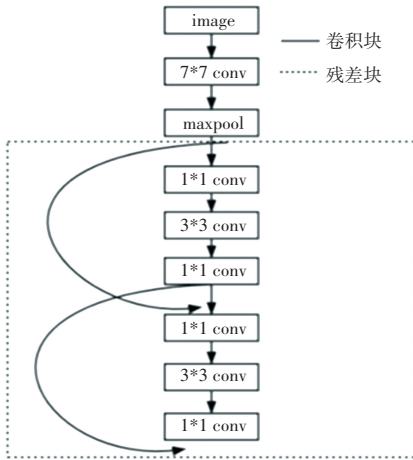 image
卷积块
7*7 conv
残差块
maxpool
1*1 conv
3*3 conv
1*1 conv
1*1 conv
3*3 conv
1*1 conv